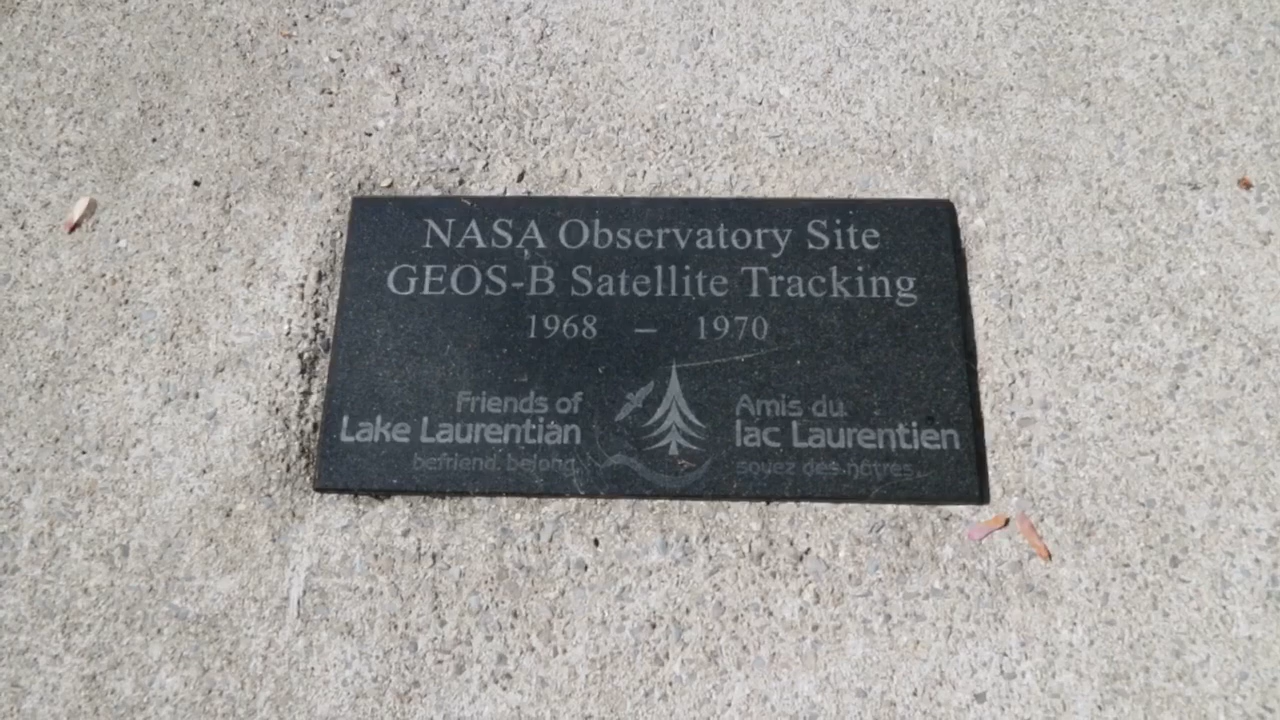 NASA Observatory Site
GEOS-B Satellite Tracking
1968 – 1970
Friends of
Lake Laurentian
befriend. belong.
Amis du
lac Laurentien
soyez des nôtres.